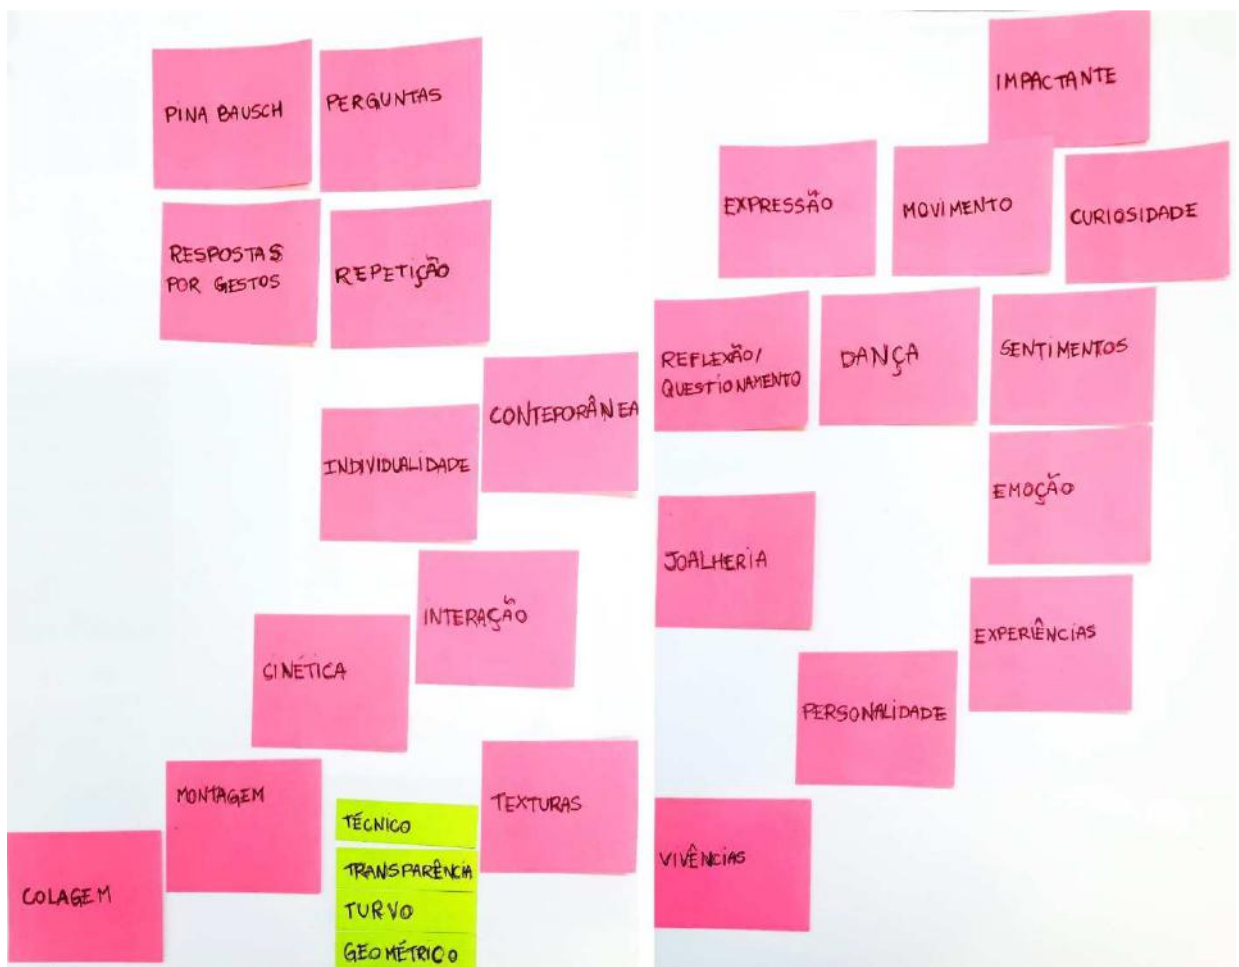 PINA BAUSCH
PERGUNTAS
RESPOSTAS
POR GESTOS
REPETIÇÃO
CONTEPORÂNEA
INDIVIDUALIDADE
INTERAÇÃO
CINÉTICA
MONTAGEM
TEXTURAS
TÉCNICO
TRANSPARÊNCIA
TURVO
GEOMÉTRICO
COLAGEM
IMPACTANTE
EXPRESSÃO
MOVIMENTO
CURIOSIDADE
REFLEXÃO/
QUESTIONAMENTO
DANÇA
SENTIMENTOS
EMOÇÃO
JOALHERIA
EXPERIÊNCIAS
PERSONALIDADE
VIVÊNCIAS